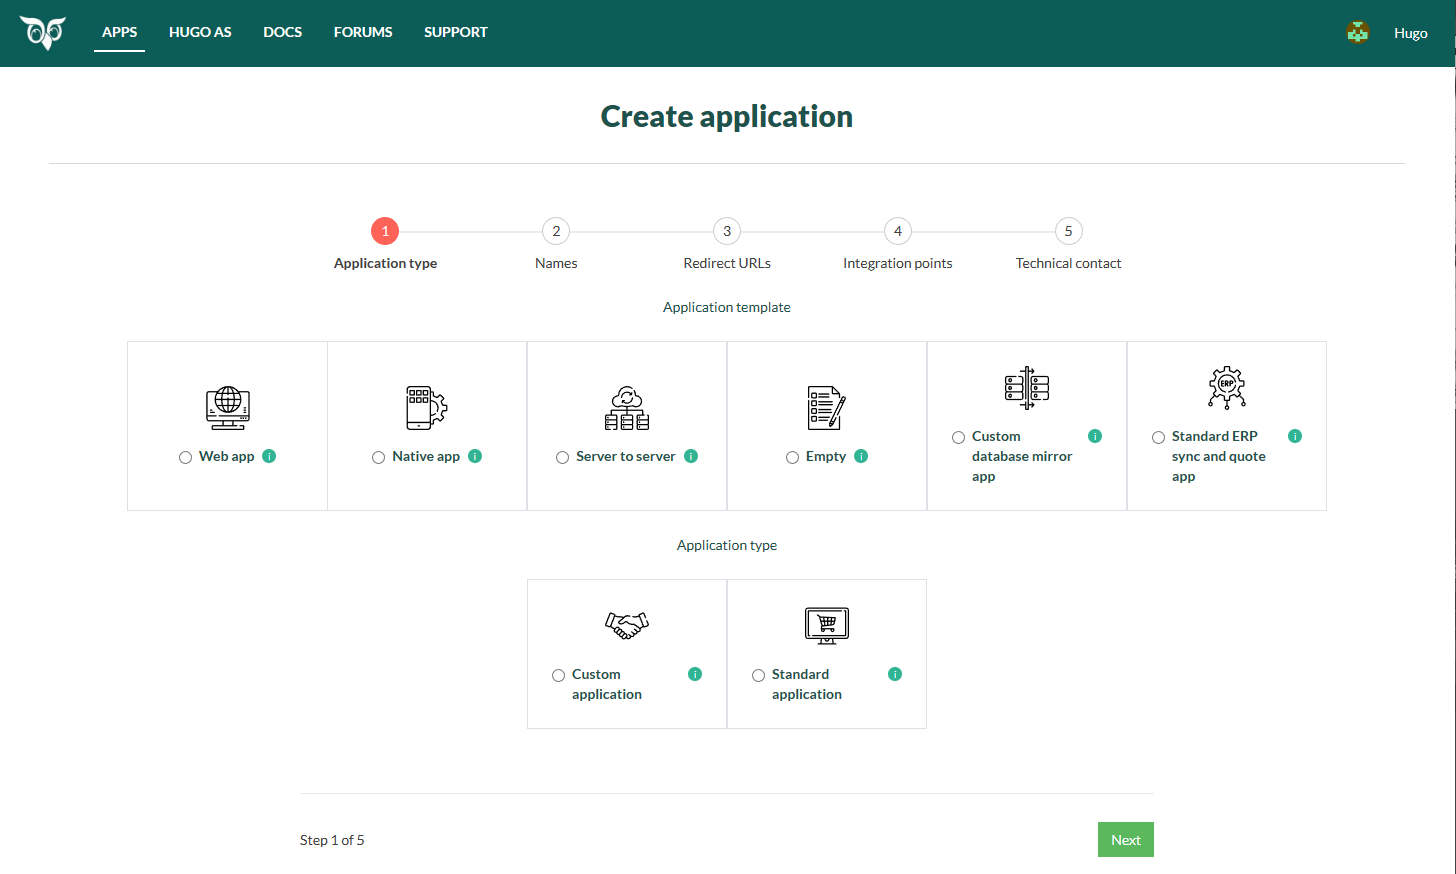 APPS HUGO AS DOCS FORUMS SUPPORT Hugo
Create application
1 2 3 4 5
Application type Names Redirect URLs Integration points Technical contact
Application template
ERP
Web app i Native app i Server to server i Empty i
Custom database mirror app i
Standard ERP sync and quote app i
Application type
Custom application i
Standard application i
Step 1 of 5 Next